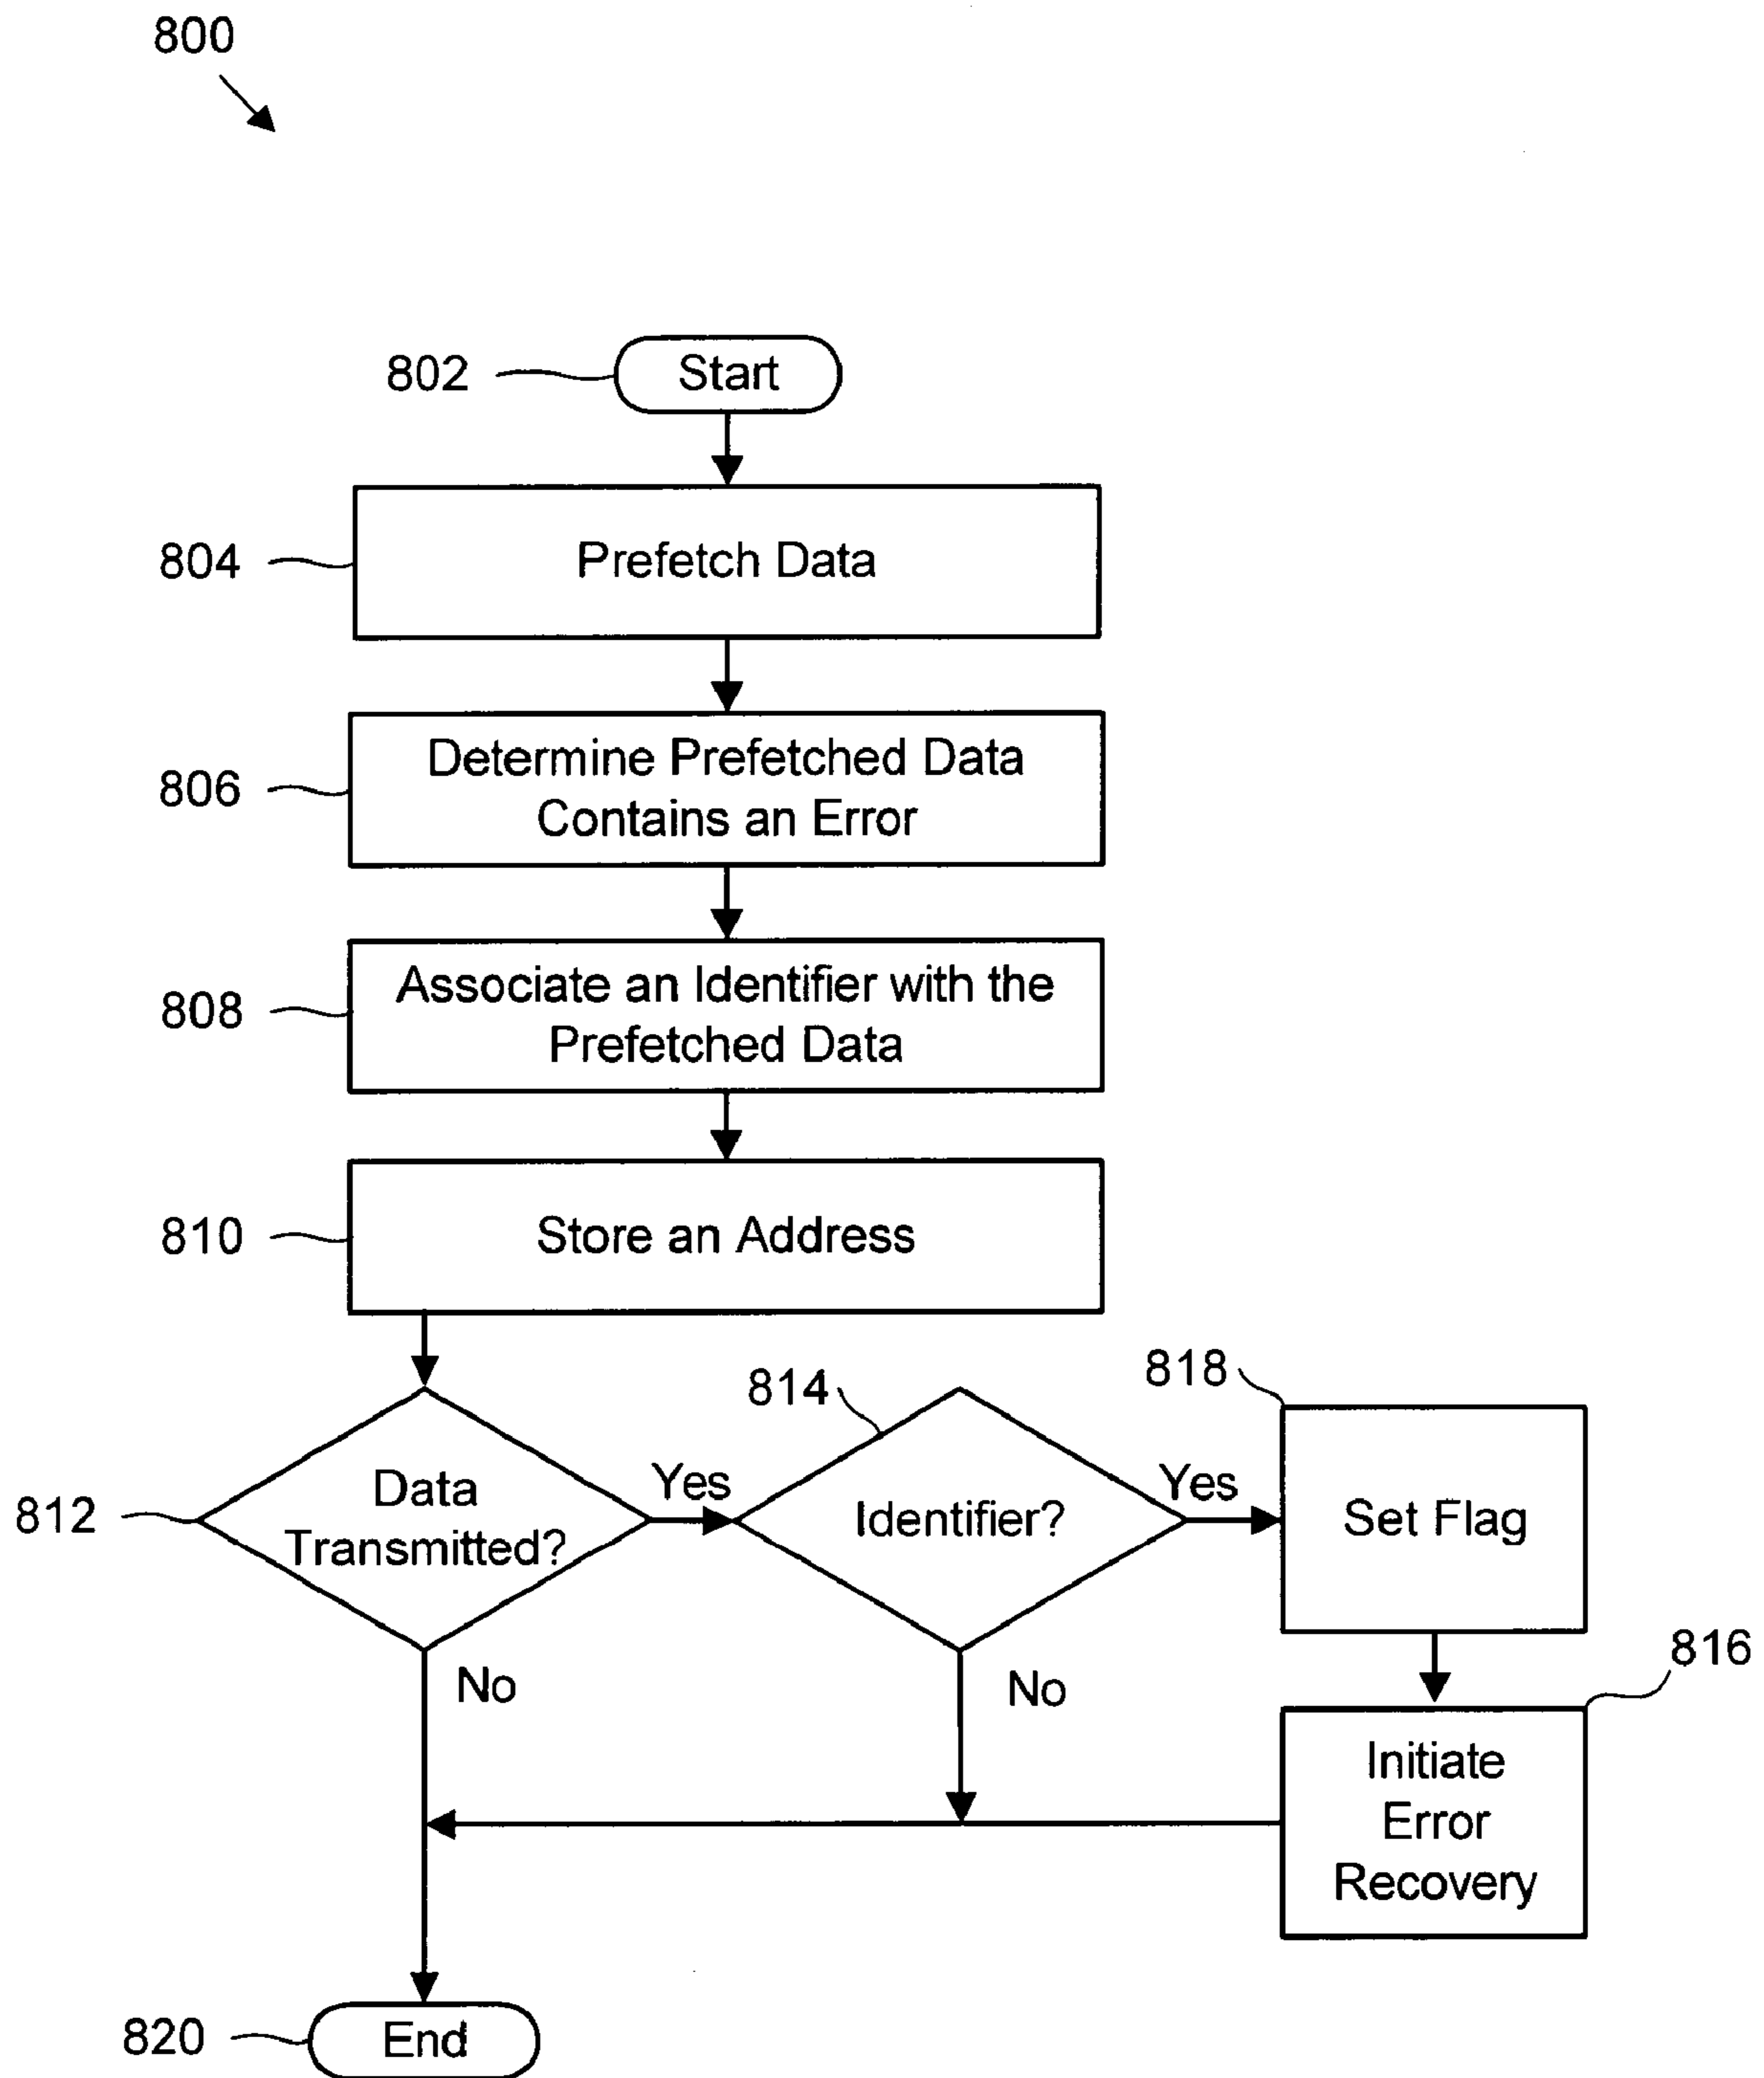 800
802
Start
804
Prefetch Data
806
Determine Prefetched Data
Contains an Error
808
Associate an Identifier with the
Prefetched Data
810
Store an Address
812
Data
Transmitted?
Yes
No
814
Identifier?
Yes
No
818
Set Flag
816
Initiate
Error
Recovery
820
End